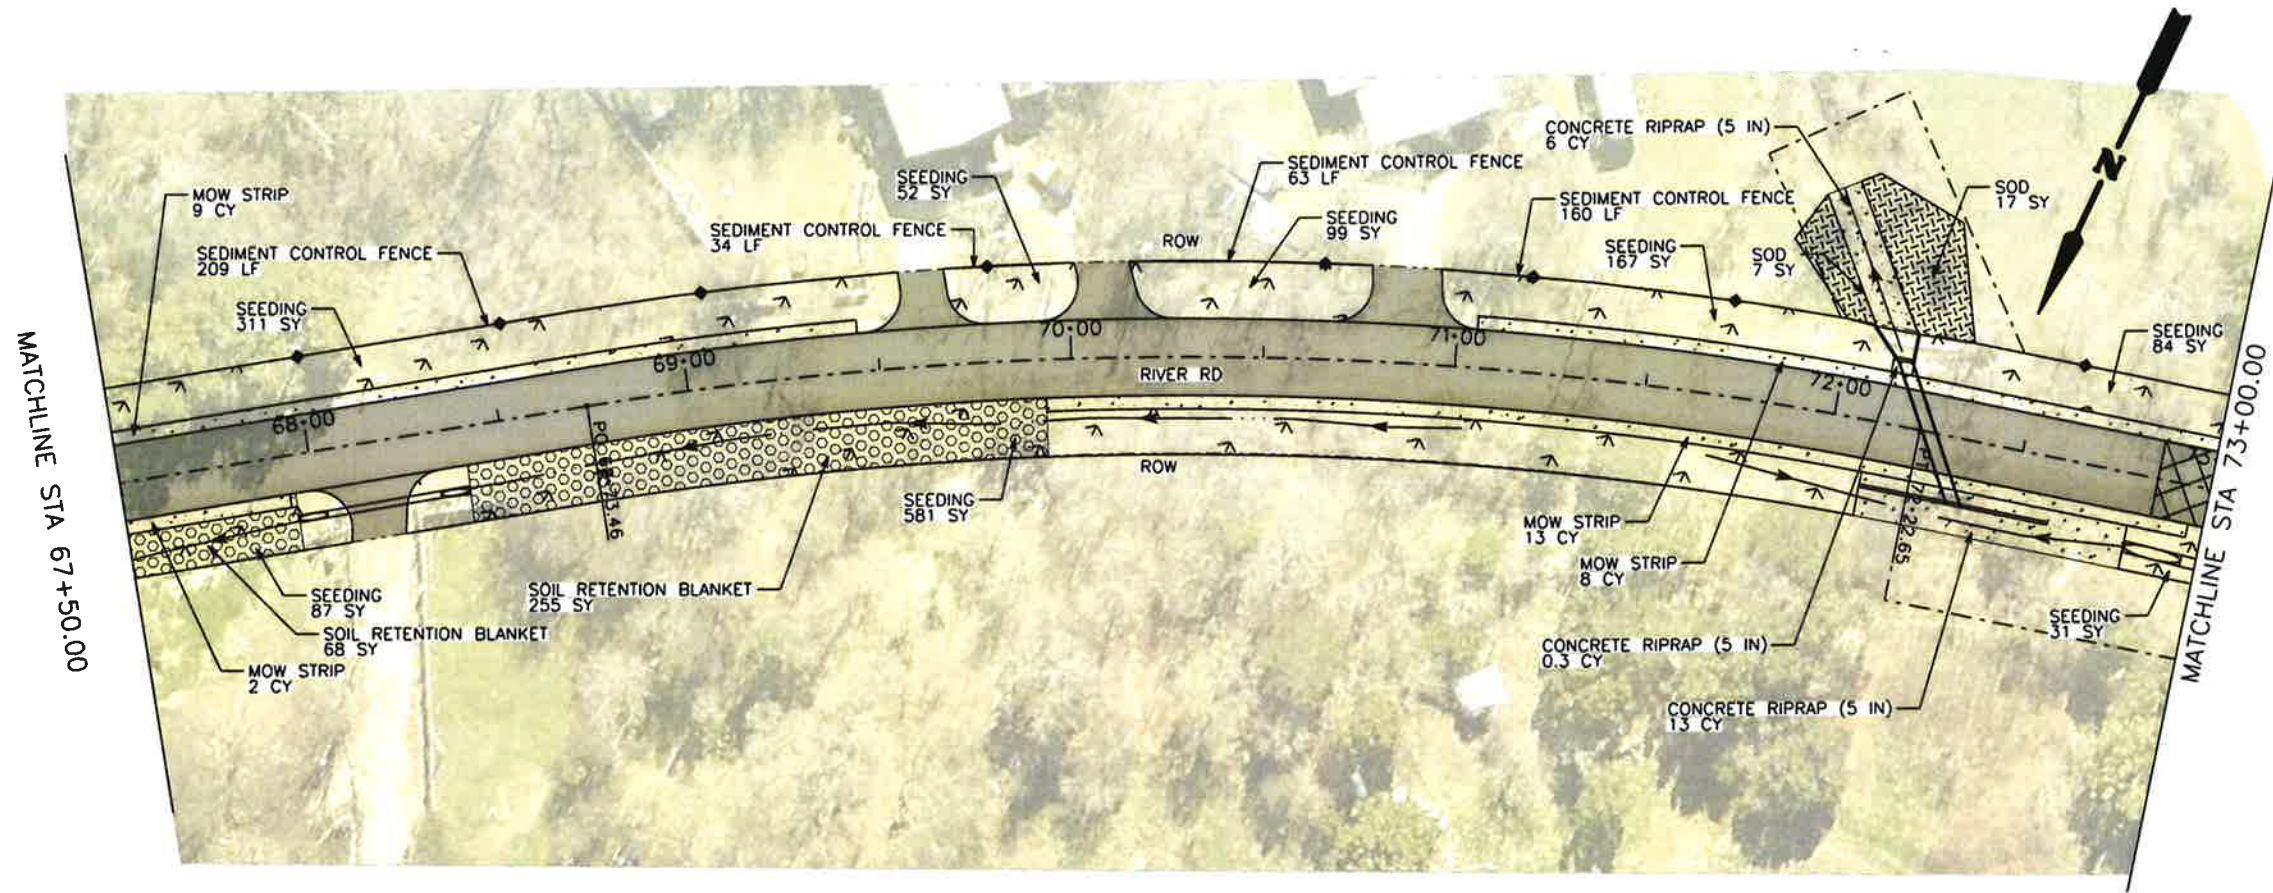 N
CONCRETE RIPRAP (5 IN)
6 CY
SEDIMENT CONTROL FENCE
63 LF
SEEDING
52 SY
MOW STRIP
9 CY
SOD
17 SY
SEDIMENT CONTROL FENCE
160 LF
SEEDING
99 SY
SEDIMENT CONTROL FENCE
34 LF
ROW
SEEDING
167 SY
SOD
7 SY
SEDIMENT CONTROL FENCE
209 LF
SEEDING
311 SY
SEEDING
84 SY
70+00
71+00
69+00
RIVER RD
72+00
68+00
ROW
SEEDING
581 SY
MOW STRIP
13 CY
MOW STRIP
8 CY
SOIL RETENTION BLANKET
255 SY
SEEDING
87 SY
SOIL RETENTION BLANKET
68 SY
MOW STRIP
2 CY
SEEDING
31 SY
CONCRETE RIPRAP (5 IN)
0.3 CY
CONCRETE RIPRAP (5 IN)
13 CY
MATCHLINE STA 67+50.00
MATCHLINE STA 73+00.00